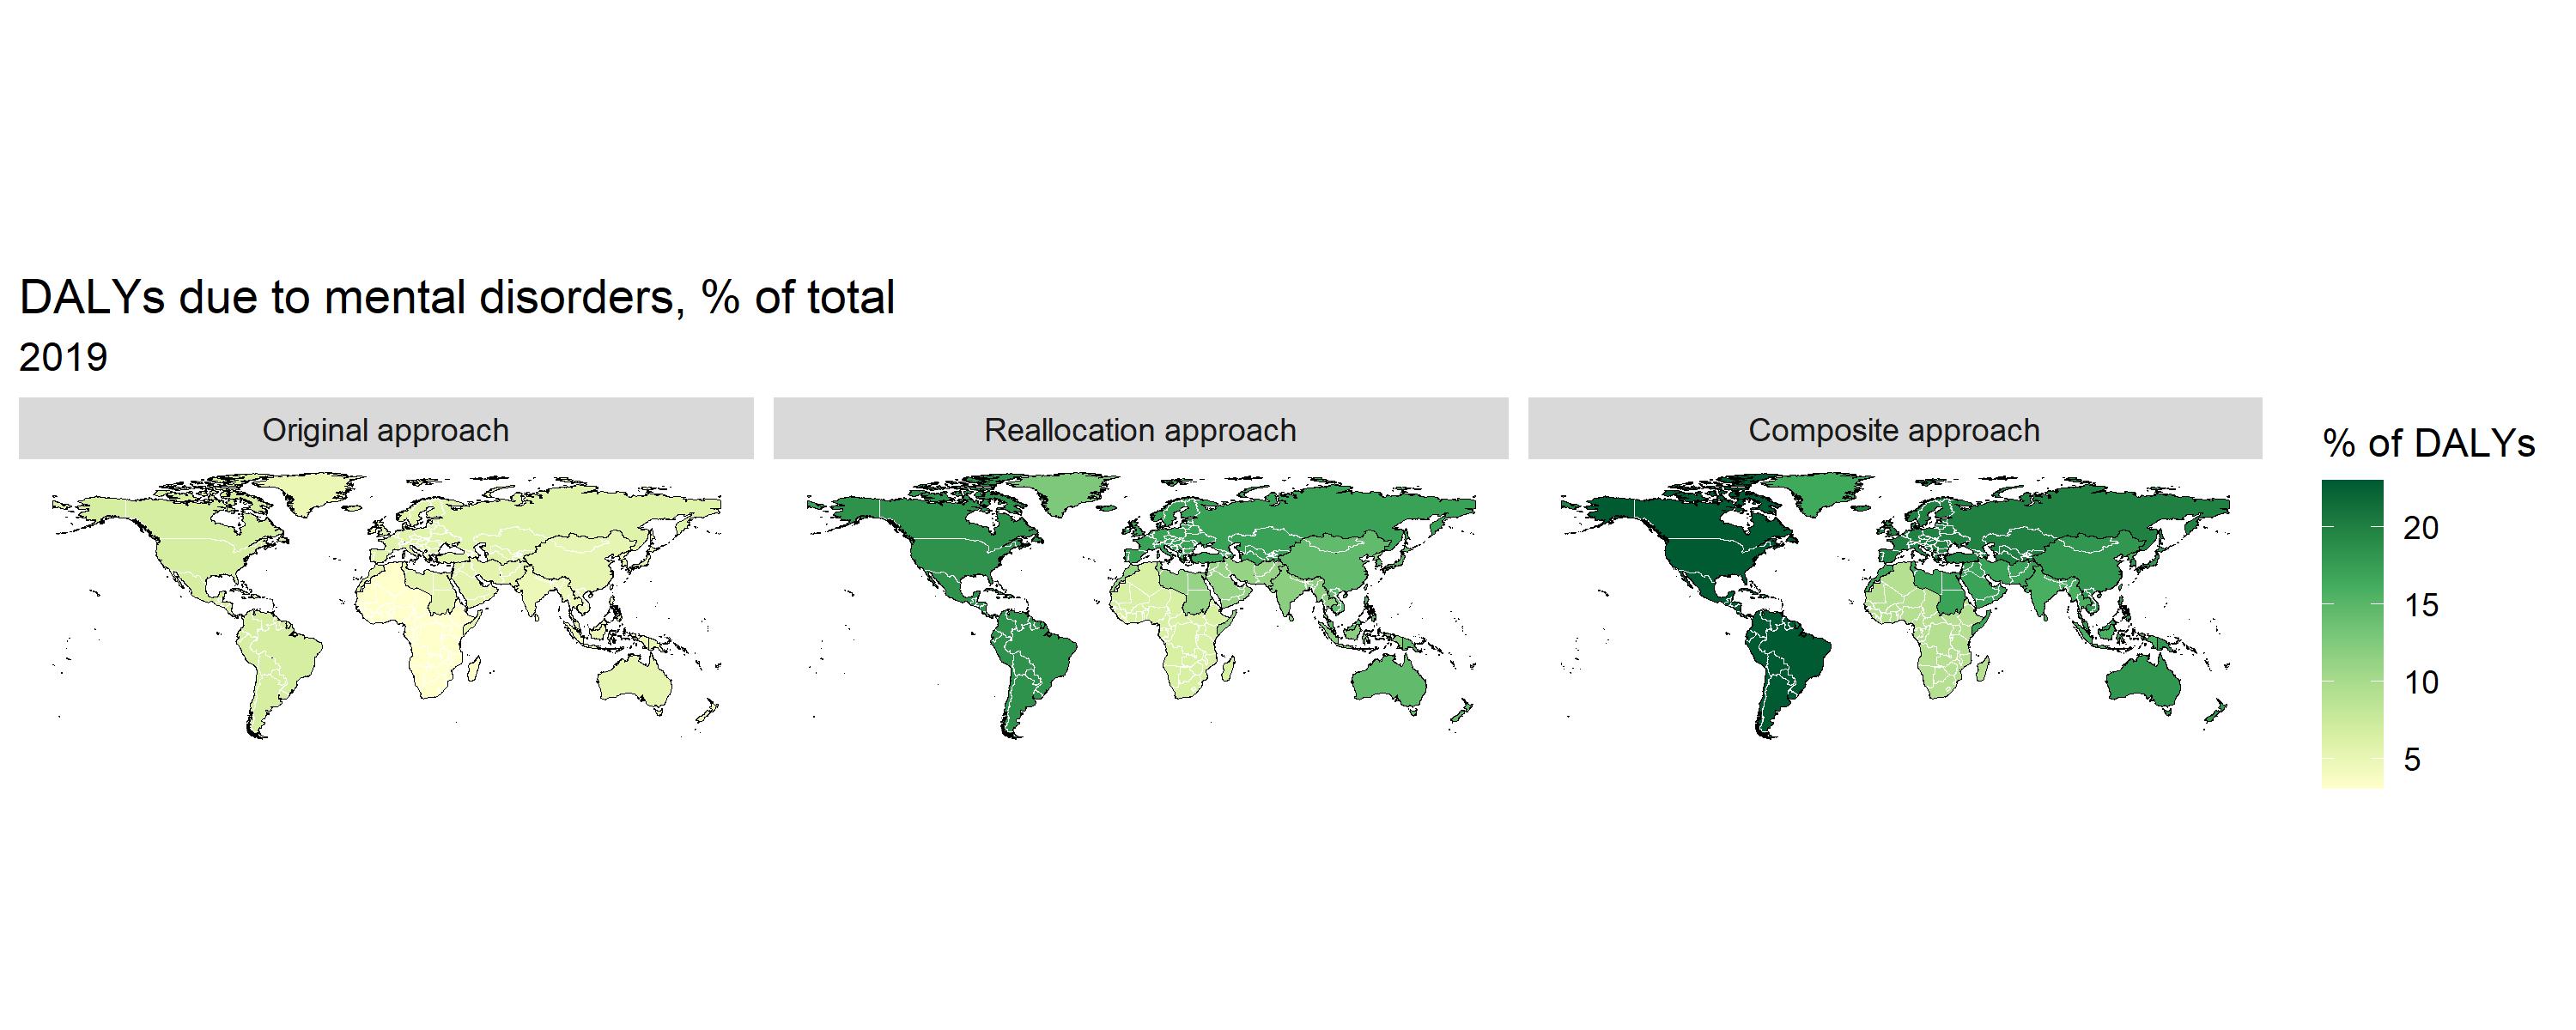 DALYs due to mental disorders, % of total
2019
Original approach
Reallocation approach
Composite approach
% of DALYs
20
15
10
5